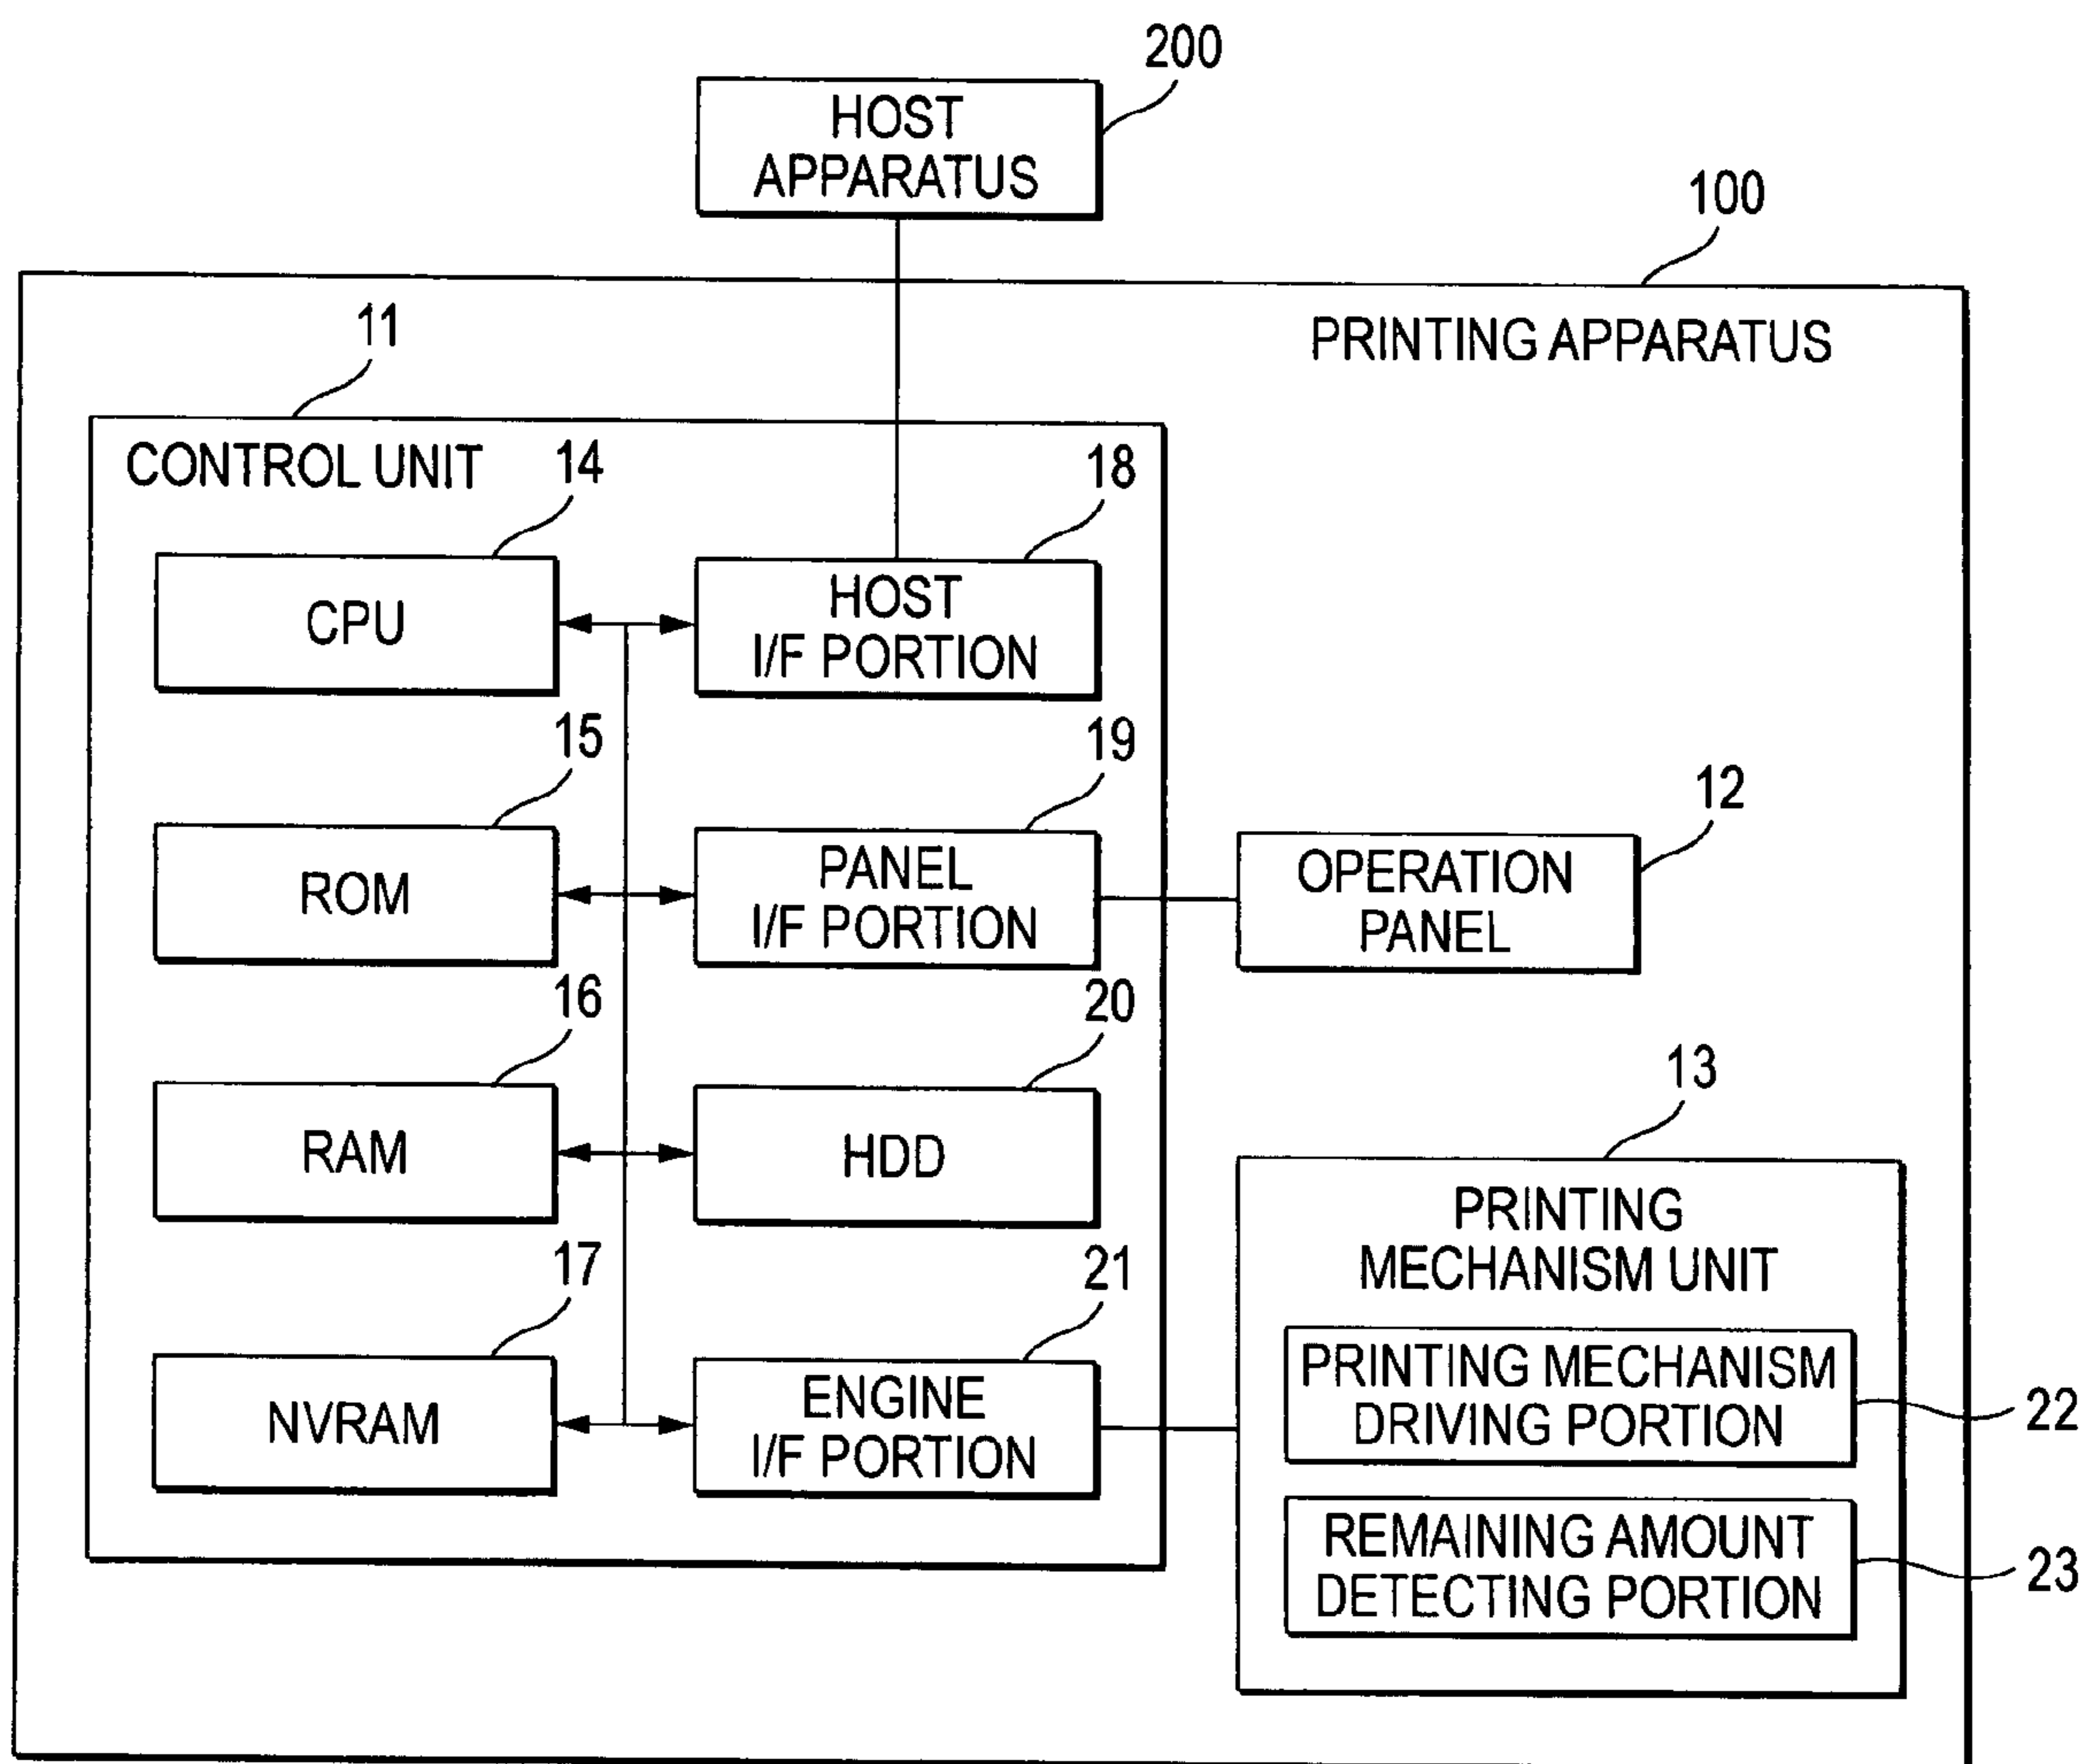 200
HOST
APPARATUS
100
PRINTING APPARATUS
11
CONTROL UNIT
14
18
CPU
HOST
I/F PORTION
15
19
ROM
PANEL
I/F PORTION
12
OPERATION
PANEL
16
20
RAM
HDD
13
PRINTING
MECHANISM UNIT
17
21
NVRAM
ENGINE
I/F PORTION
PRINTING MECHANISM
DRIVING PORTION
22
REMAINING AMOUNT
DETECTING PORTION
23